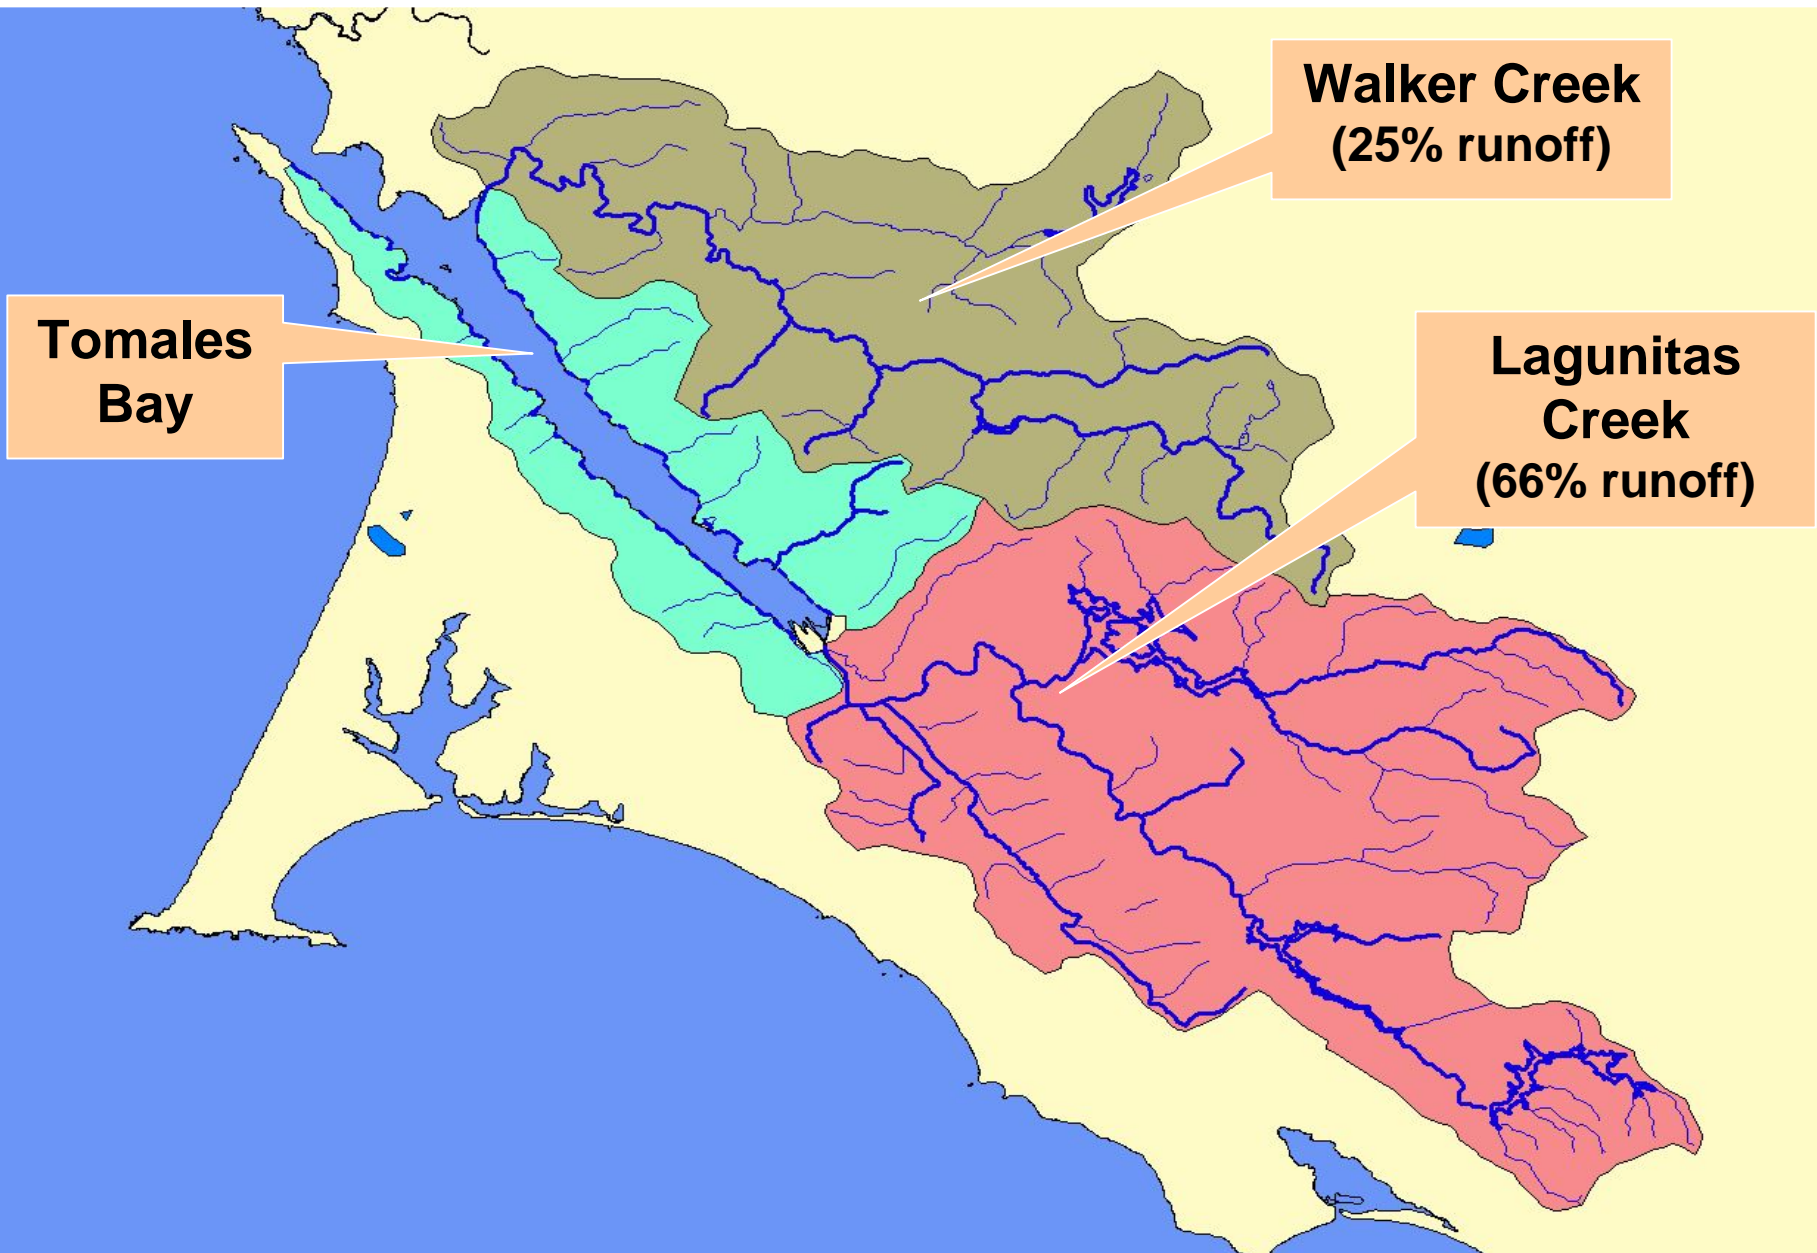 Walker Creek
(25% runoff)
Tomales
Bay
Lagunitas
Creek
(66% runoff)